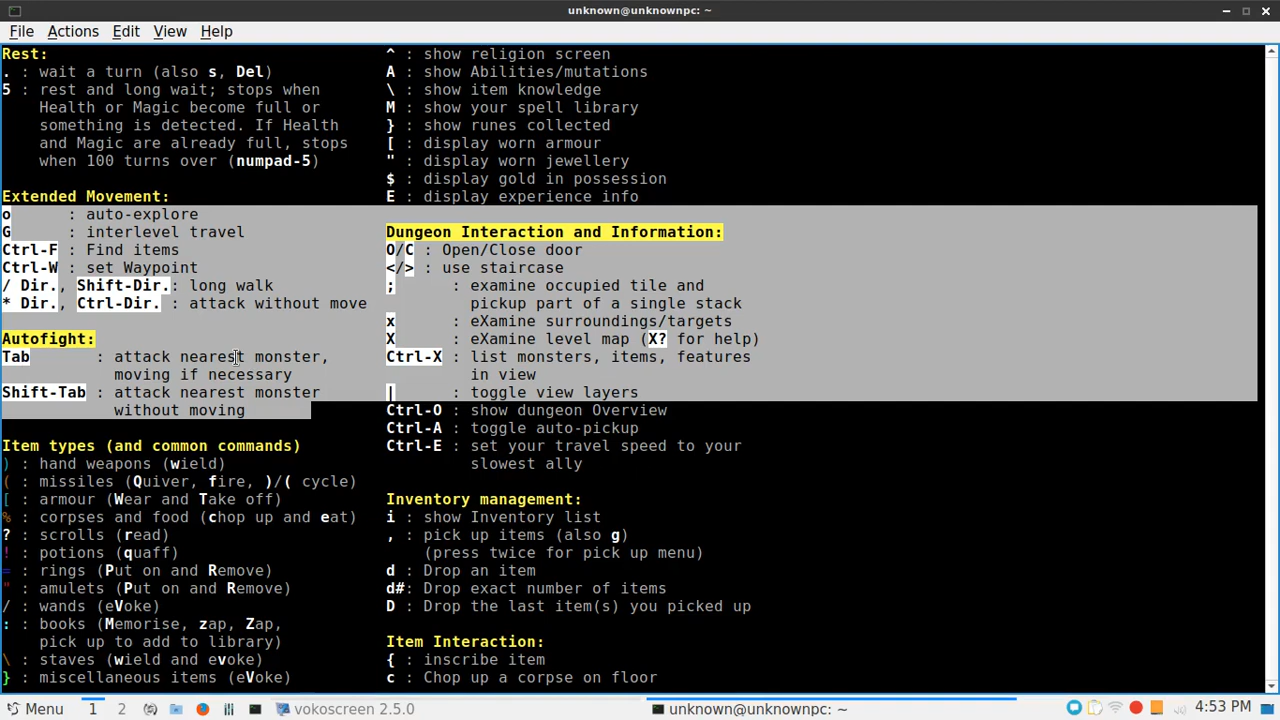 unknown@unknownpc: ~
File Actions Edit View Help
Rest:
. : wait a turn (also s, Del)
5 : rest and long wait; stops when
Health or Magic become full or
something is detected. If Health
and Magic are already full, stops
when 100 turns over (numpad-5)
Extended Movement:
o : auto-explore
G : interlevel travel
Ctrl-F : Find items
Ctrl-W : set Waypoint
/ Dir., Shift-Dir.: long walk
* Dir., Ctrl-Dir. : attack without move
Autofight:
Tab : attack nearest monster,
moving if necessary
Shift-Tab : attack nearest monster
without moving
Item types (and common commands)
) : hand weapons (wield)
( : missiles (Quiver, fire, )/( cycle)
[ : armour (Wear and Take off)
% : corpses and food (chop up and eat)
? : scrolls (read)
! : potions (quaff)
= : rings (Put on and Remove)
" : amulets (Put on and Remove)
/ : wands (eVoke)
: : books (Memorise, zap, Zap,
pick up to add to library)
\ : staves (wield and evoke)
} : miscellaneous items (eVoke)
^ : show religion screen
A : show Abilities/mutations
\ : show item knowledge
M : show your spell library
} : show runes collected
[ : display worn armour
" : display worn jewellery
$ : display gold in possession
E : display experience info
Dungeon Interaction and Information:
O/C : Open/Close door
</> : use staircase
; : examine occupied tile and
pickup part of a single stack
x : eXamine surroundings/targets
X : eXamine level map (X? for help)
Ctrl-X : list monsters, items, features
in view
| : toggle view layers
Ctrl-O : show dungeon Overview
Ctrl-A : toggle auto-pickup
Ctrl-E : set your travel speed to your
slowest ally
Inventory management:
i : show Inventory list
, : pick up items (also g)
(press twice for pick up menu)
d : Drop an item
d#: Drop exact number of items
D : Drop the last item(s) you picked up
Item Interaction:
{ : inscribe item
c : Chop up a corpse on floor
Menu 1 2 vokoscreen 2.5.0 unknown@unknownpc: ~ 4:53 PM